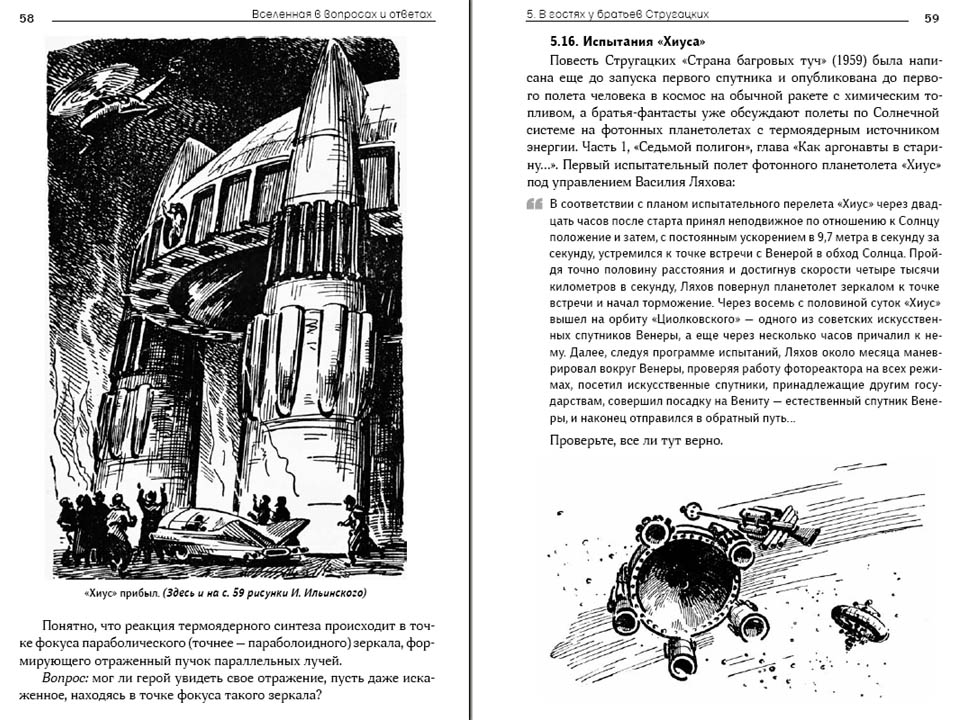 58
Вселенная в вопросах и ответах
«Хиус» прибыл. (Здесь и на с. 59 рисунки И. Ильинского)
Понятно, что реакция термоядерного синтеза происходит в точ-
ке фокуса параболического (точнее — параболоидного) зеркала, фор-
мирующего отраженный пучок параллельных лучей.
Вопрос: мог ли герой увидеть свое отражение, пусть даже иска-
женное, находясь в точке фокуса такого зеркала?
5. В гостях у братьев Стругацких
59
5.16. Испытания «Хиуса»
Повесть Стругацких «Страна багровых туч» (1959) была напи-
сана еще до запуска первого спутника и опубликована до перво-
го полета человека в космос на обычной ракете с химическим то-
пливом, а братья-фантасты уже обсуждают полеты по Солнечной
системе на фотонных планетолетах с термоядерным источником
энергии. Часть 1, «Седьмой полигон», глава «Как аргонавты в стари-
ну...». Первый испытательный полет фотонного планетолета «Хиус»
под управлением Василия Ляхова:
В соответствии с планом испытательного перелета «Хиус» через двад-
цать часов после старта принял неподвижное по отношению к Солнцу
положение и затем, с постоянным ускорением в 9,7 метра в секунду за
секунду, устремился к точке встречи с Венерой в обход Солнца. Прой-
дя точно половину расстояния и достигнув скорости четыре тысячи
километров в секунду, Ляхов повернул планетолет зеркалом к точке
встречи и начал торможение. Через восемь с половиной суток «Хиус»
вышел на орбиту «Циолковского» — одного из советских искусствен-
ных спутников Венеры, а еще через несколько часов причалил к не-
му. Далее, следуя программе испытаний, Ляхов около месяца манев-
рировал вокруг Венеры, проверяя работу фотореактора на всех режи-
мах, посетил искусственные спутники, принадлежащие другим госу-
дарствам, совершил посадку на Вениту — естественный спутник Вене-
ры, и наконец отправился в обратный путь...
Проверьте, все ли тут верно.